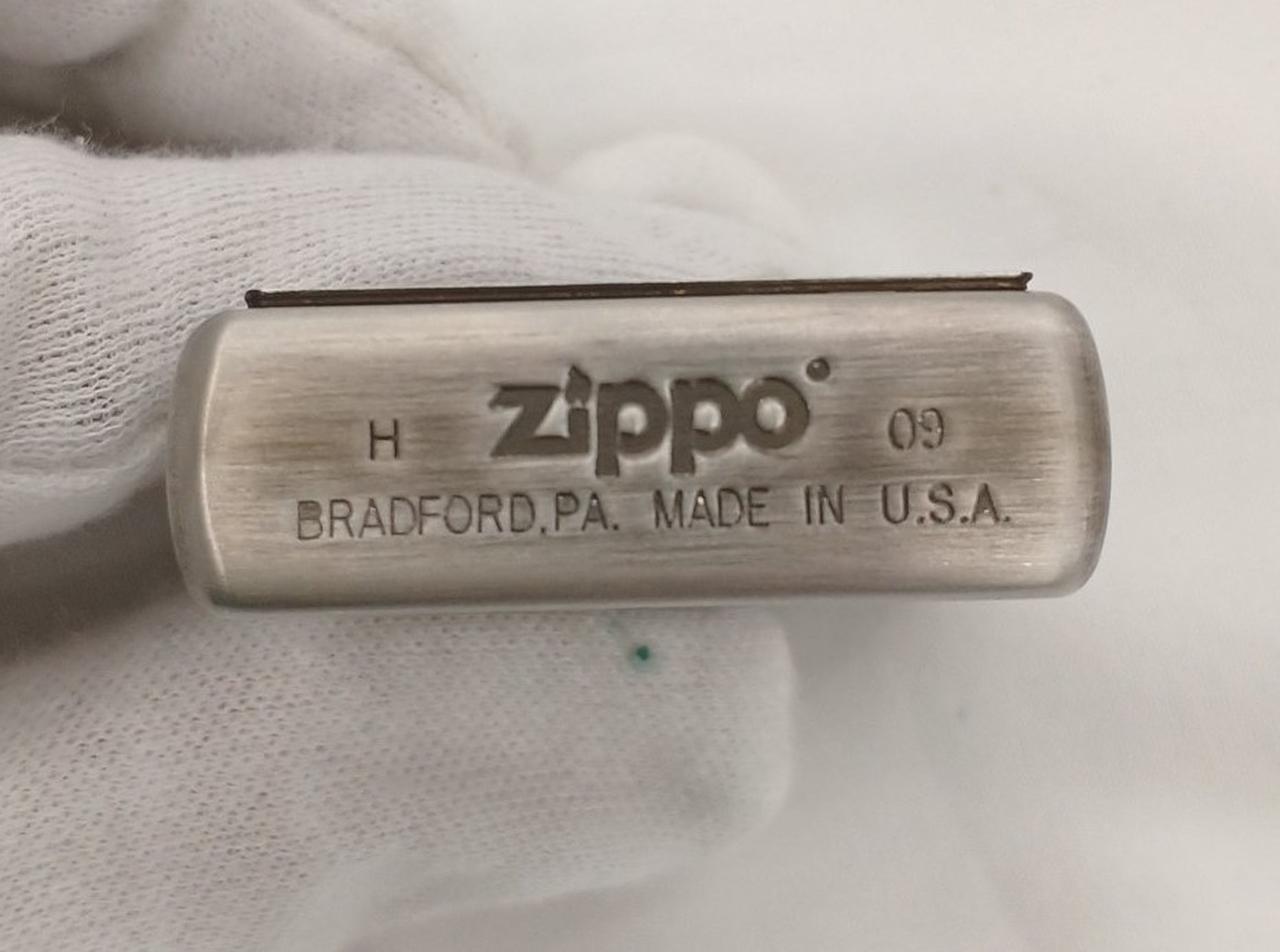 H zippo® 09
BRADFORD,PA. MADE IN U.S.A.